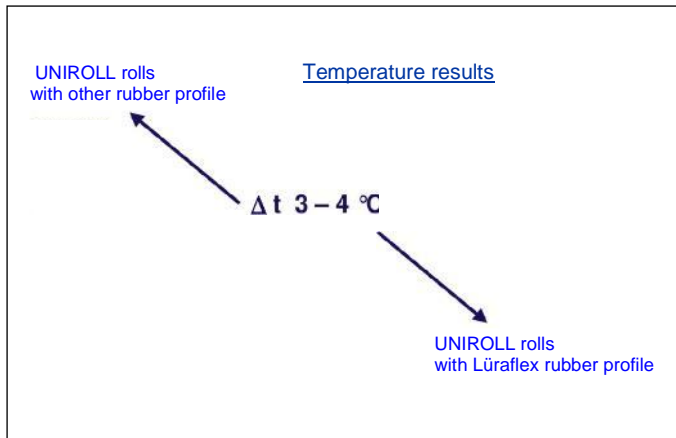 UNIROLL rolls
with other rubber profile
Temperature results
Δt 3 – 4 °C
UNIROLL rolls
with Lüraflex rubber profile